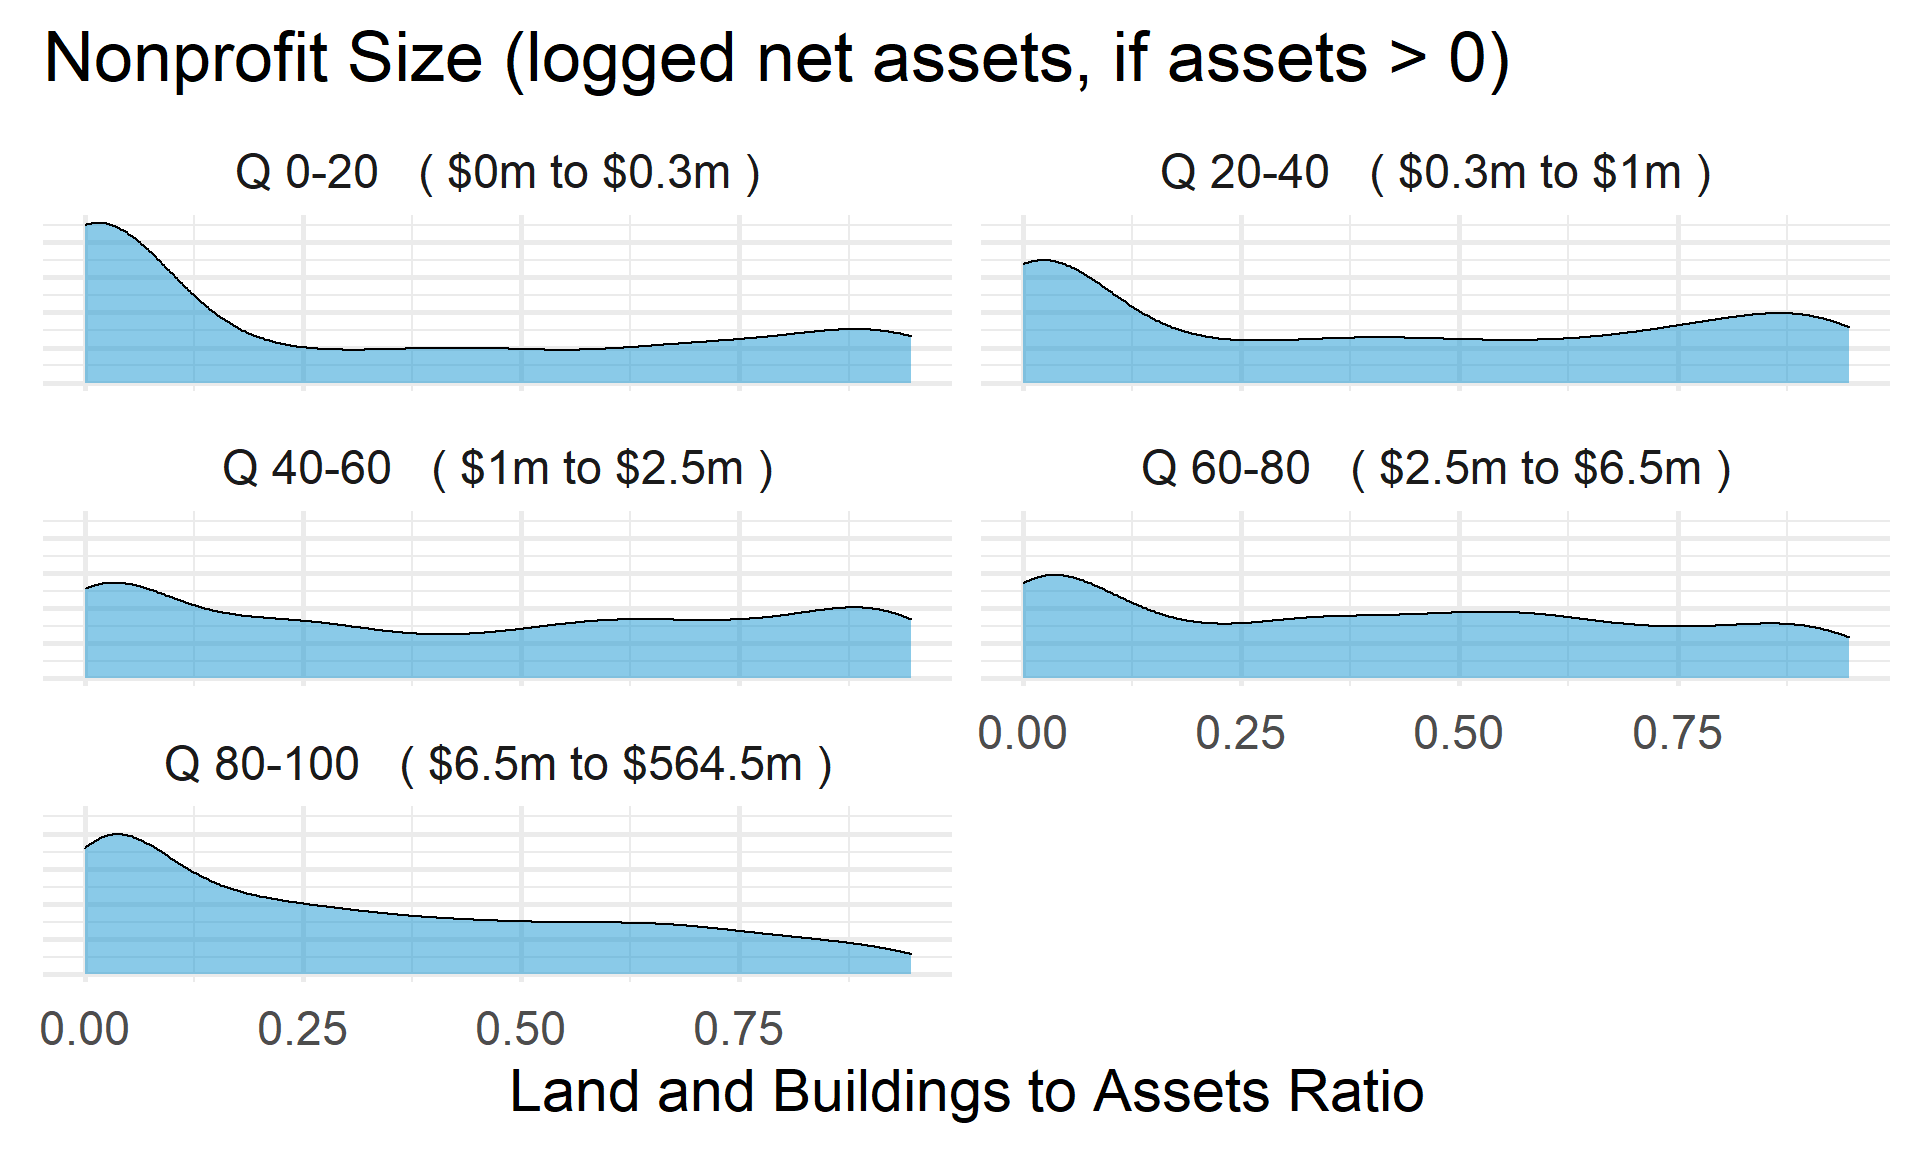 Nonprofit Size (logged net assets, if assets > 0)
Q 0-20 ( $0m to $0.3m )
Q 20-40 ( $0.3m to $1m )
Q 40-60 ( $1m to $2.5m )
Q 60-80 ( $2.5m to $6.5m )
0.00 0.25 0.50 0.75
Q 80-100 ( $6.5m to $564.5m )
0.00 0.25 0.50 0.75
Land and Buildings to Assets Ratio